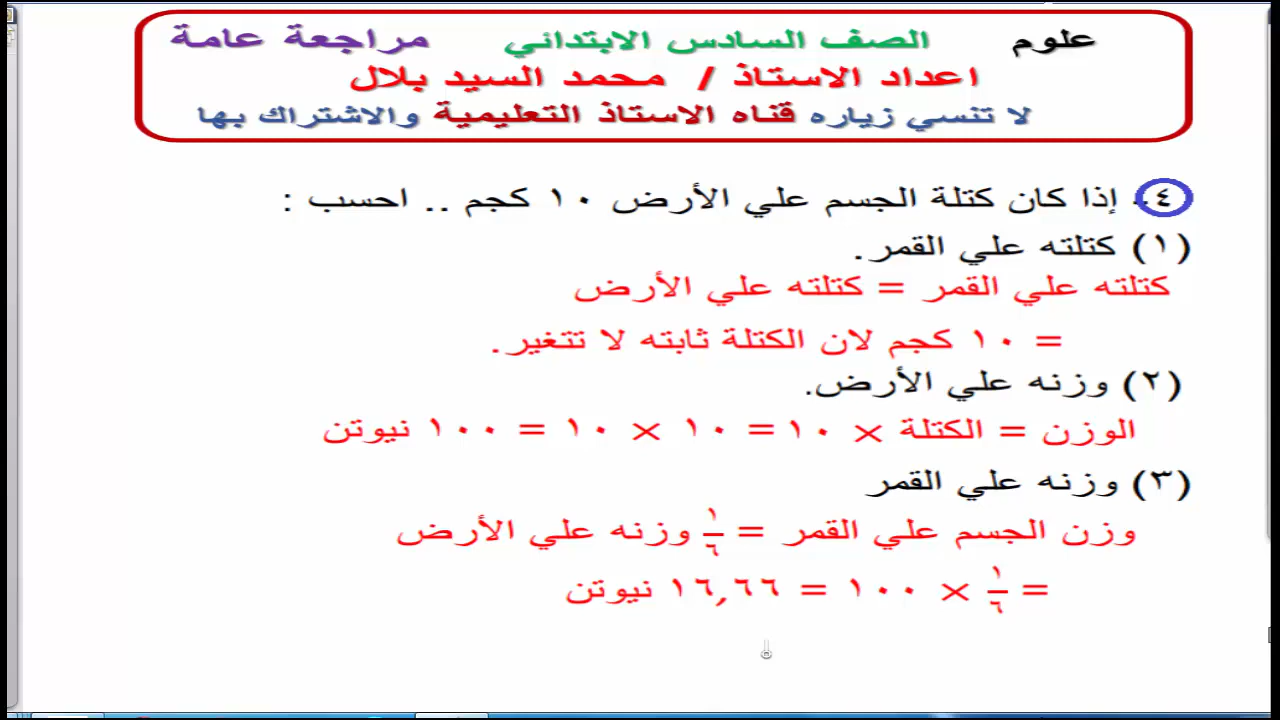 علوم الصف السادس الابتدائي مراجعة عامة
اعداد الاستاذ / محمد السيد بلال
لا تنسي زياره قناه الاستاذ التعليمية والاشتراك بها
٤- إذا كان كتلة الجسم علي الأرض ١٠ كجم .. احسب :
(١) كتلته علي القمر.
كتلته علي القمر = كتلته علي الأرض
= ١٠ كجم لان الكتلة ثابته لا تتغير.
(٢) وزنه علي الأرض.
الوزن = الكتلة × ١٠ = ١٠ × ١٠ = ١٠٠ نيوتن
(٣) وزنه علي القمر
وزن الجسم علي القمر = ١/٦ وزنه علي الأرض
= ١/٦ × ١٠٠ = ١٦,٦٦ نيوتن